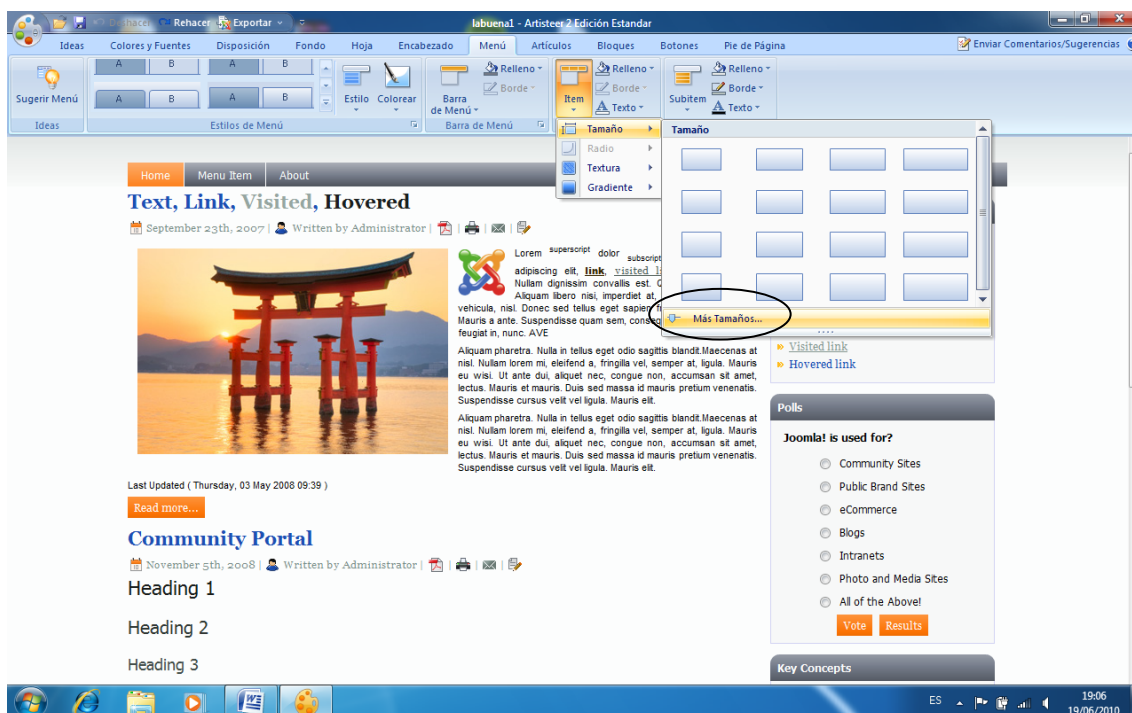 Deshacer Rehacer Exportar labuena1 - Artisteer 2 Edición Estandar
Ideas Colores y Fuentes Disposición Fondo Hoja Encabezado Menú Artículos Bloques Botones Pie de Página Enviar Comentarios/Sugerencias
A B A B
A B A B
Sugerir Menú
Estilo Colorear
Barra de Menú
Relleno
Borde
Item
Relleno
Borde
Texto
Subitem
Relleno
Borde
Texto
Ideas Estilos de Menú Barra de Menú
Tamaño
Radio
Textura
Gradiente
Tamaño
Más Tamaños...
Home Menu Item About
Text, Link, Visited, Hovered
September 23th, 2007 | Written by Administrator | | | |
Lorem superscript dolor subscript
adipiscing elit, link, visited
Nullam dignissim convallis est.
Aliquam libero nisi, imperdiet at,
vehicula, nisl. Donec sed tellus eget sapien
Mauris a ante. Suspendisse quam sem,
feugiat in, nunc. AVE
Aliquam pharetra. Nulla in tellus eget odio sagittis blandit.Maecenas at
nisl. Nullam lorem mi, eleifend a, fringilla vel, semper at, ligula. Mauris
eu wisi. Ut ante dui, aliquet nec, congue non, accumsan sit amet,
lectus. Mauris et mauris. Duis sed massa id mauris pretium venenatis.
Suspendisse cursus velit vel ligula. Mauris elit.
Aliquam pharetra. Nulla in tellus eget odio sagittis blandit.Maecenas at
nisl. Nullam lorem mi, eleifend a, fringilla vel, semper at, ligula. Mauris
eu wisi. Ut ante dui, aliquet nec, congue non, accumsan sit amet,
lectus. Mauris et mauris. Duis sed massa id mauris pretium venenatis.
Suspendisse cursus velit vel ligula. Mauris elit.
Last Updated ( Thursday, 03 May 2008 09:39 )
Read more...
Community Portal
November 5th, 2008 | Written by Administrator | | | |
Heading 1
Heading 2
Heading 3
Visited link
Hovered link
Polls
Joomla! is used for?
Community Sites
Public Brand Sites
eCommerce
Blogs
Intranets
Photo and Media Sites
All of the Above!
Vote Results
Key Concepts
ES
19:06
19/06/2010